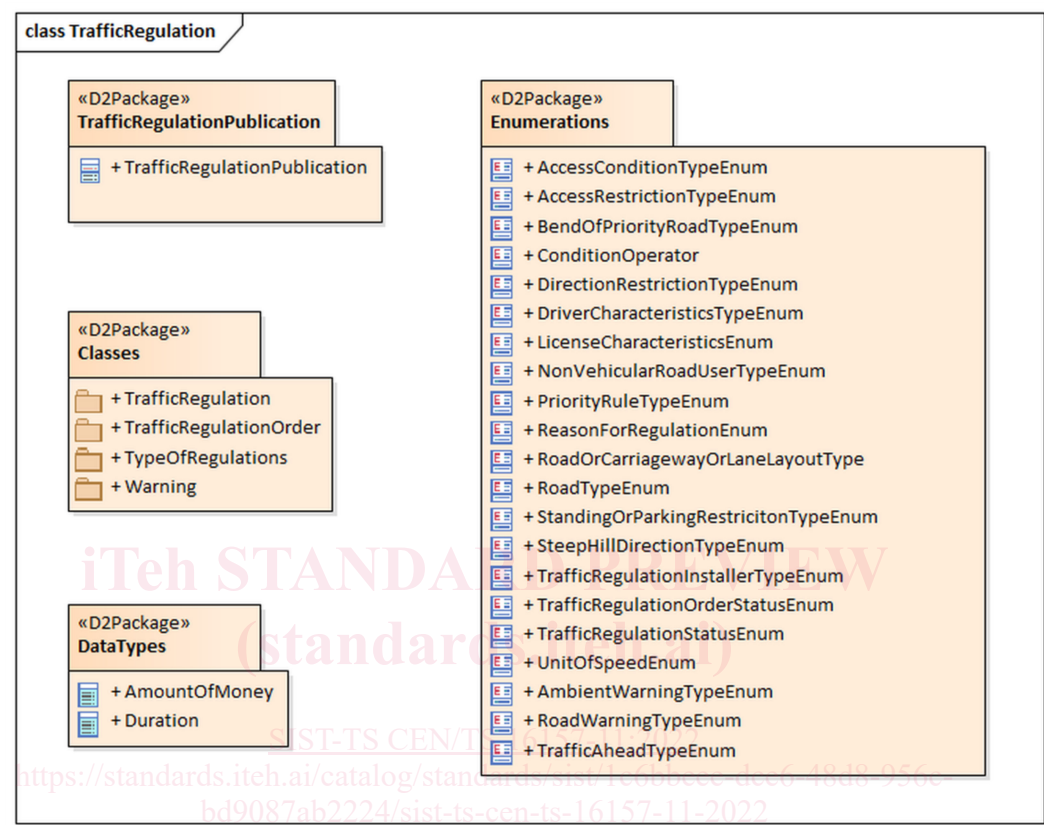 class TrafficRegulation
«D2Package»
TrafficRegulationPublication
+ TrafficRegulationPublication
«D2Package»
Classes
+ TrafficRegulation
+ TrafficRegulationOrder
+ TypeOfRegulations
+ Warning
«D2Package»
DataTypes
+ AmountOfMoney
+ Duration
«D2Package»
Enumerations
+ AccessConditionTypeEnum
+ AccessRestrictionTypeEnum
+ BendOfPriorityRoadTypeEnum
+ ConditionOperator
+ DirectionRestrictionTypeEnum
+ DriverCharacteristicsTypeEnum
+ LicenseCharacteristicsEnum
+ NonVehicularRoadUserTypeEnum
+ PriorityRuleTypeEnum
+ ReasonForRegulationEnum
+ RoadOrCarriagewayOrLaneLayoutType
+ RoadTypeEnum
+ StandingOrParkingRestricitonTypeEnum
+ SteepHillDirectionTypeEnum
+ TrafficRegulationInstallerTypeEnum
+ TrafficRegulationOrderStatusEnum
+ TrafficRegulationStatusEnum
+ UnitOfSpeedEnum
+ AmbientWarningTypeEnum
+ RoadWarningTypeEnum
+ TrafficAheadTypeEnum
iTeh STANDARD PREVIEW
(standards.iteh.ai)
SIST-TS CEN/TS 16157-11:2022
https://standards.iteh.ai/catalog/standards/sist/1c6bbcee-dee6-48d8-956c-
bd9087ab2224/sist-ts-cen-ts-16157-11-2022